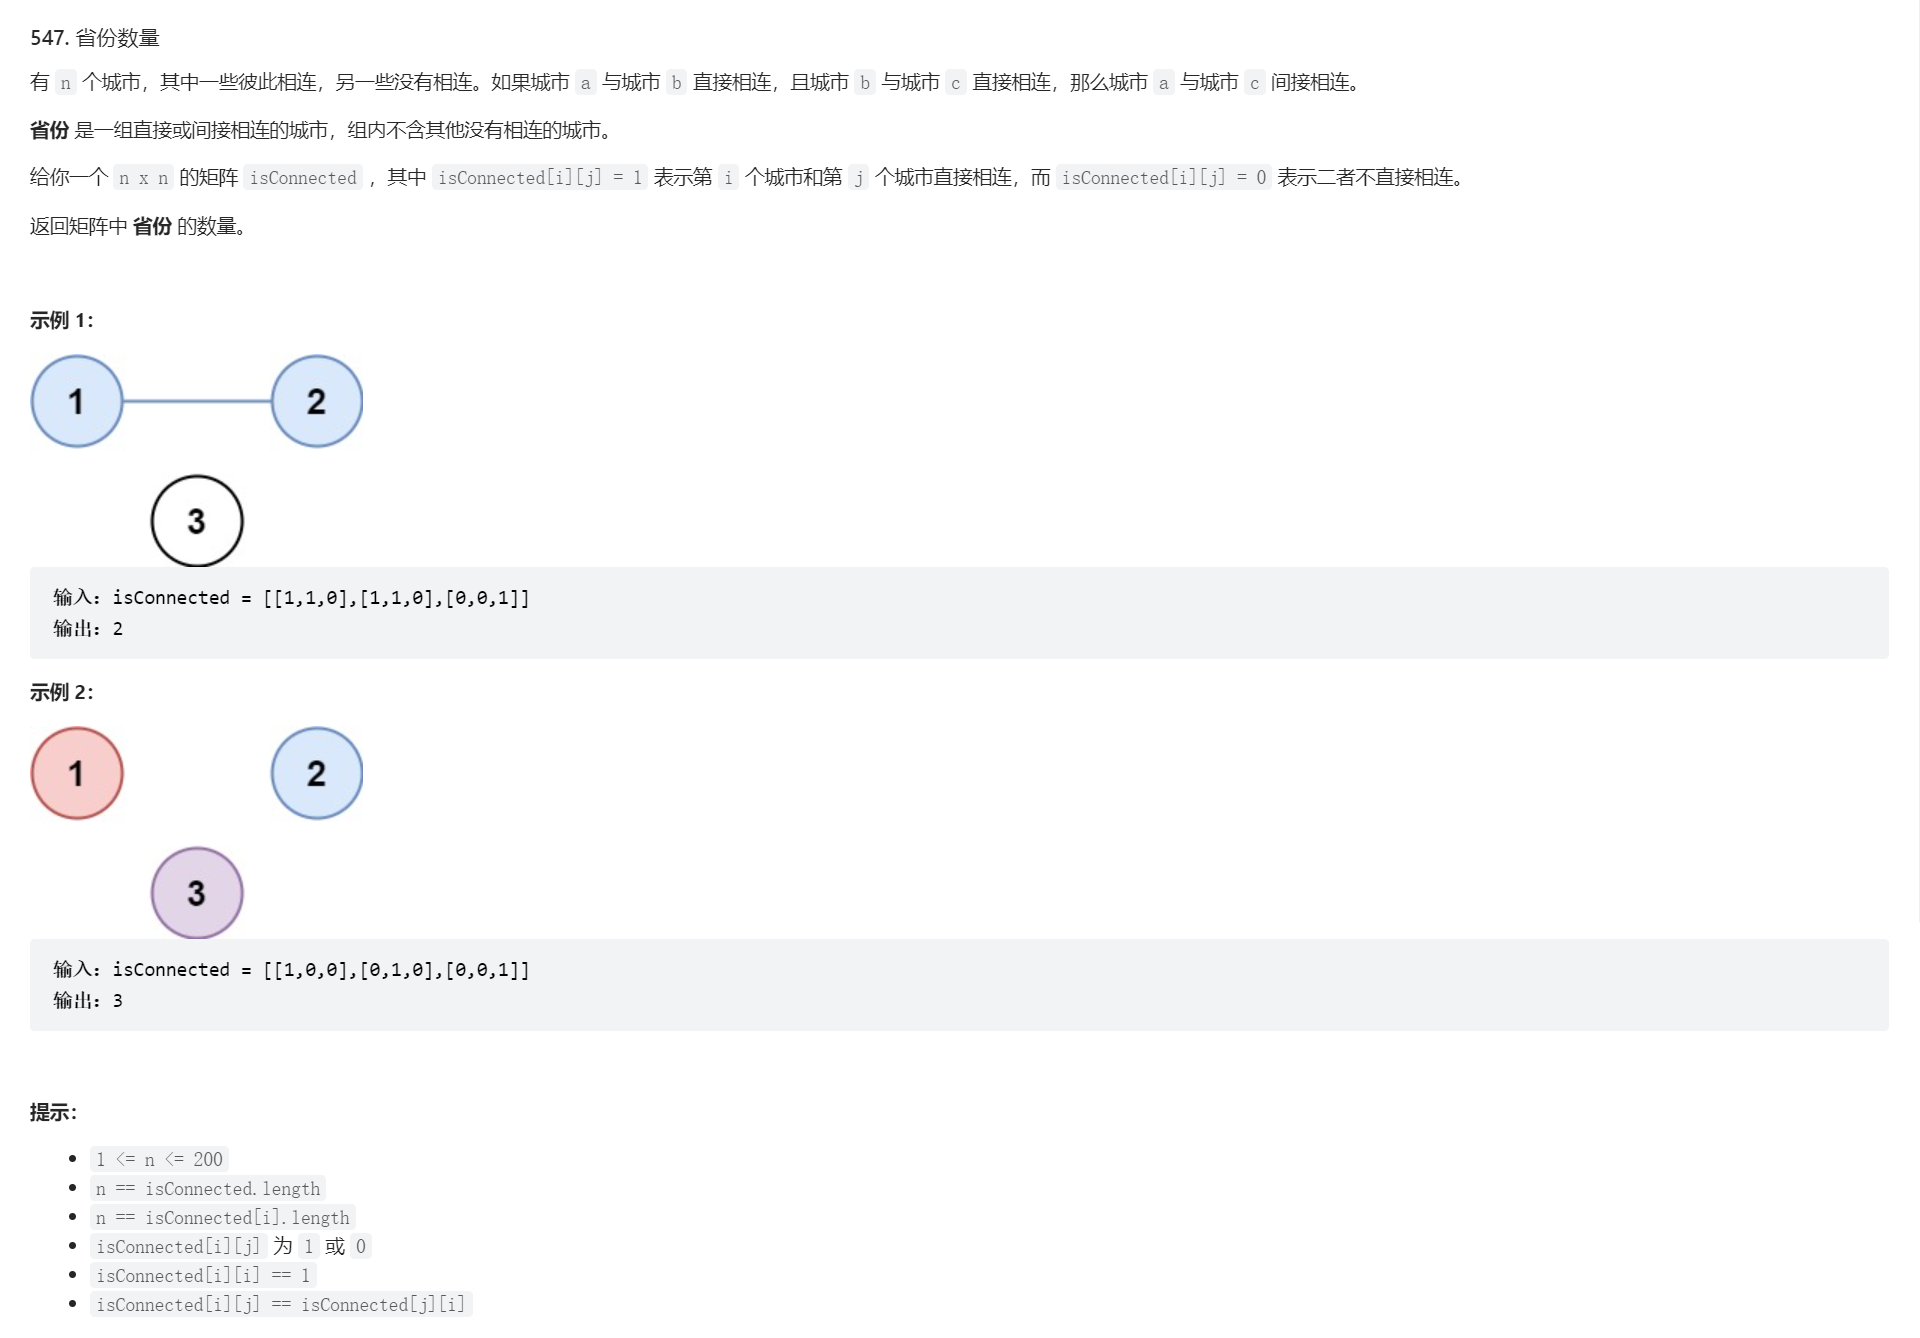 547. 省份数量
有 n 个城市，其中一些彼此相连，另一些没有相连。如果城市 a 与城市 b 直接相连，且城市 b 与城市 c 直接相连，那么城市 a 与城市 c 间接相连。
省份 是一组直接或间接相连的城市，组内不含其他没有相连的城市。
给你一个 n x n 的矩阵 isConnected ，其中 isConnected[i][j] = 1 表示第 i 个城市和第 j 个城市直接相连，而 isConnected[i][j] = 0 表示二者不直接相连。
返回矩阵中 省份 的数量。
示例 1：
1 2
3
输入：isConnected = [[1,1,0],[1,1,0],[0,0,1]]
输出：2
示例 2：
1 2
3
输入：isConnected = [[1,0,0],[0,1,0],[0,0,1]]
输出：3
提示：
1 <= n <= 200
n == isConnected.length
n == isConnected[i].length
isConnected[i][j] 为 1 或 0
isConnected[i][i] == 1
isConnected[i][j] == isConnected[j][i]